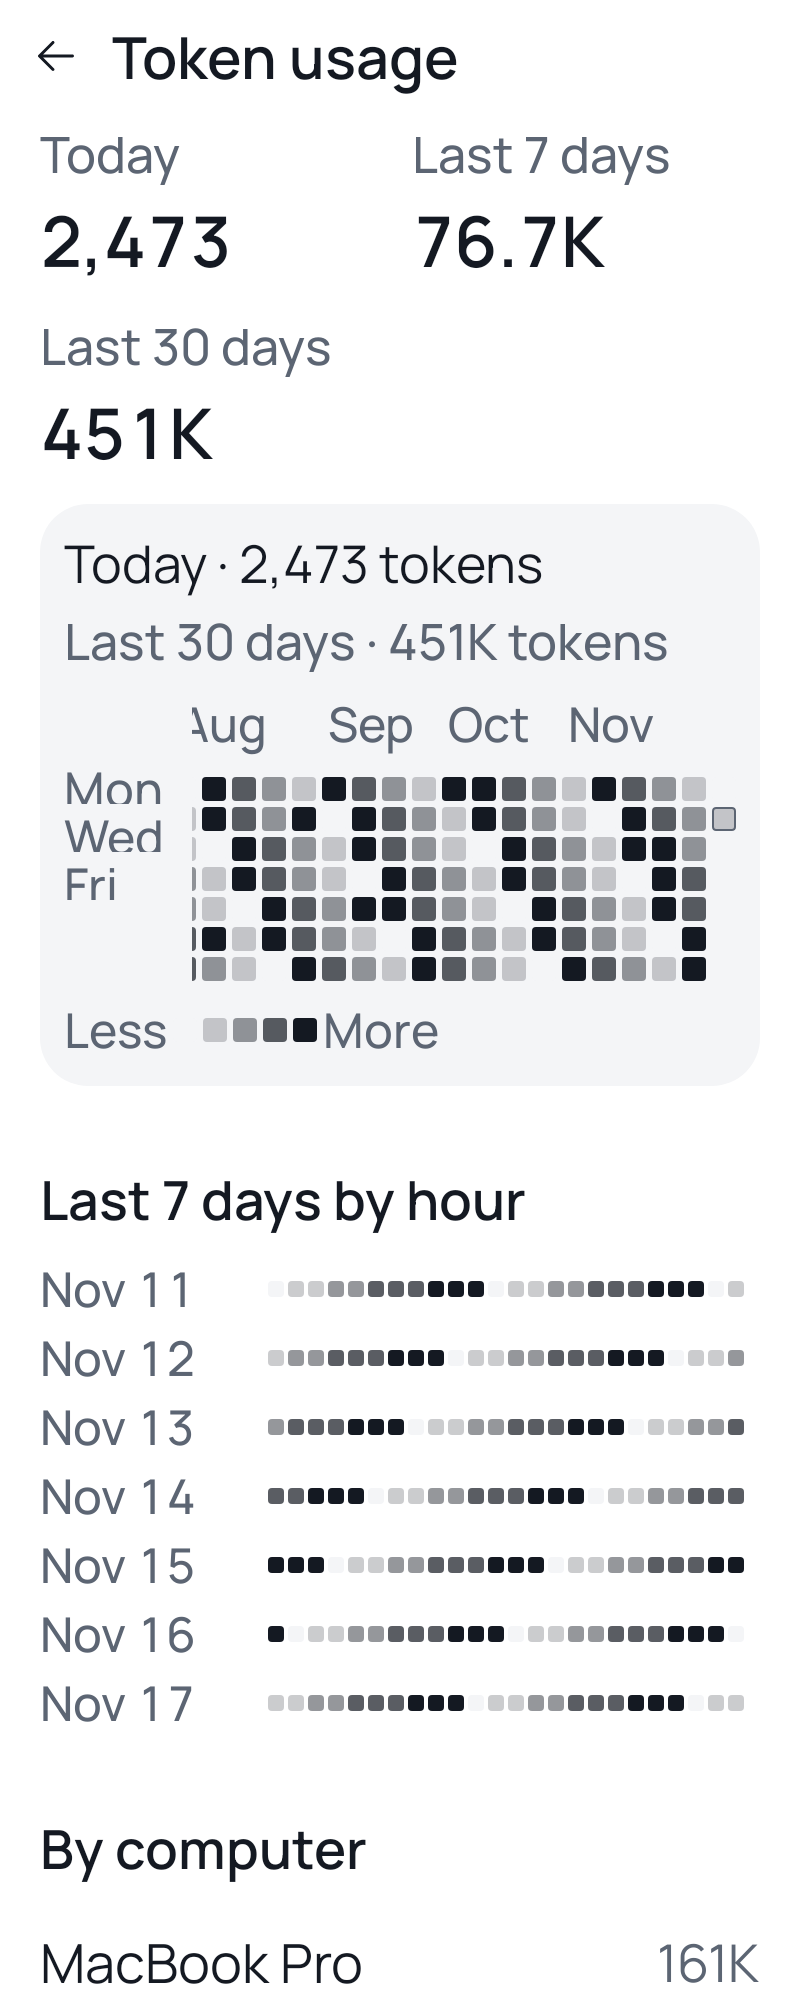 Token usage
Today
Last 7 days
2,473
76.7K
Last 30 days
451K
Today · 2,473 tokens
Last 30 days · 451K tokens
Aug Sep Oct Nov
Mon
Wed
Fri
Less More
Last 7 days by hour
Nov 11
Nov 12
Nov 13
Nov 14
Nov 15
Nov 16
Nov 17
By computer
MacBook Pro 161K